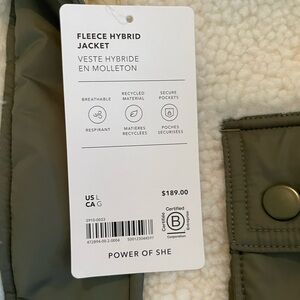 FLEECE HYBRID
JACKET
VESTE HYBRIDE
EN MOLLETON
BREATHABLE
RECYCLED
MATERIAL
SECURE
POCKETS
RESPIRANT
MATIÈRES
RECYCLÉES
POCHES
SÉCURISÉES
US L
CA G
$189.00
Certified
B
Corporation
Certifiée
Entreprise
POWER OF SHE